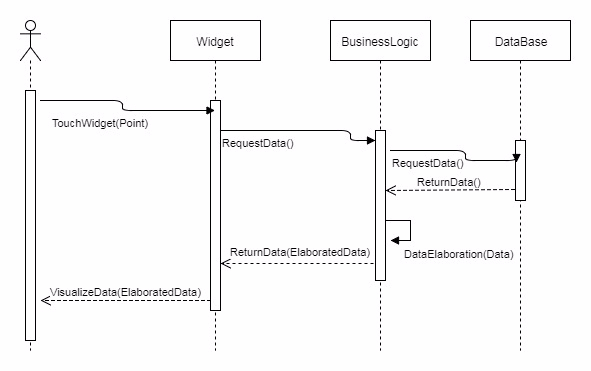 Widget
BusinessLogic
DataBase
TouchWidget(Point)
RequestData()
RequestData()
ReturnData()
DataElaboration(Data)
ReturnData(ElaboratedData)
VisualizeData(ElaboratedData)